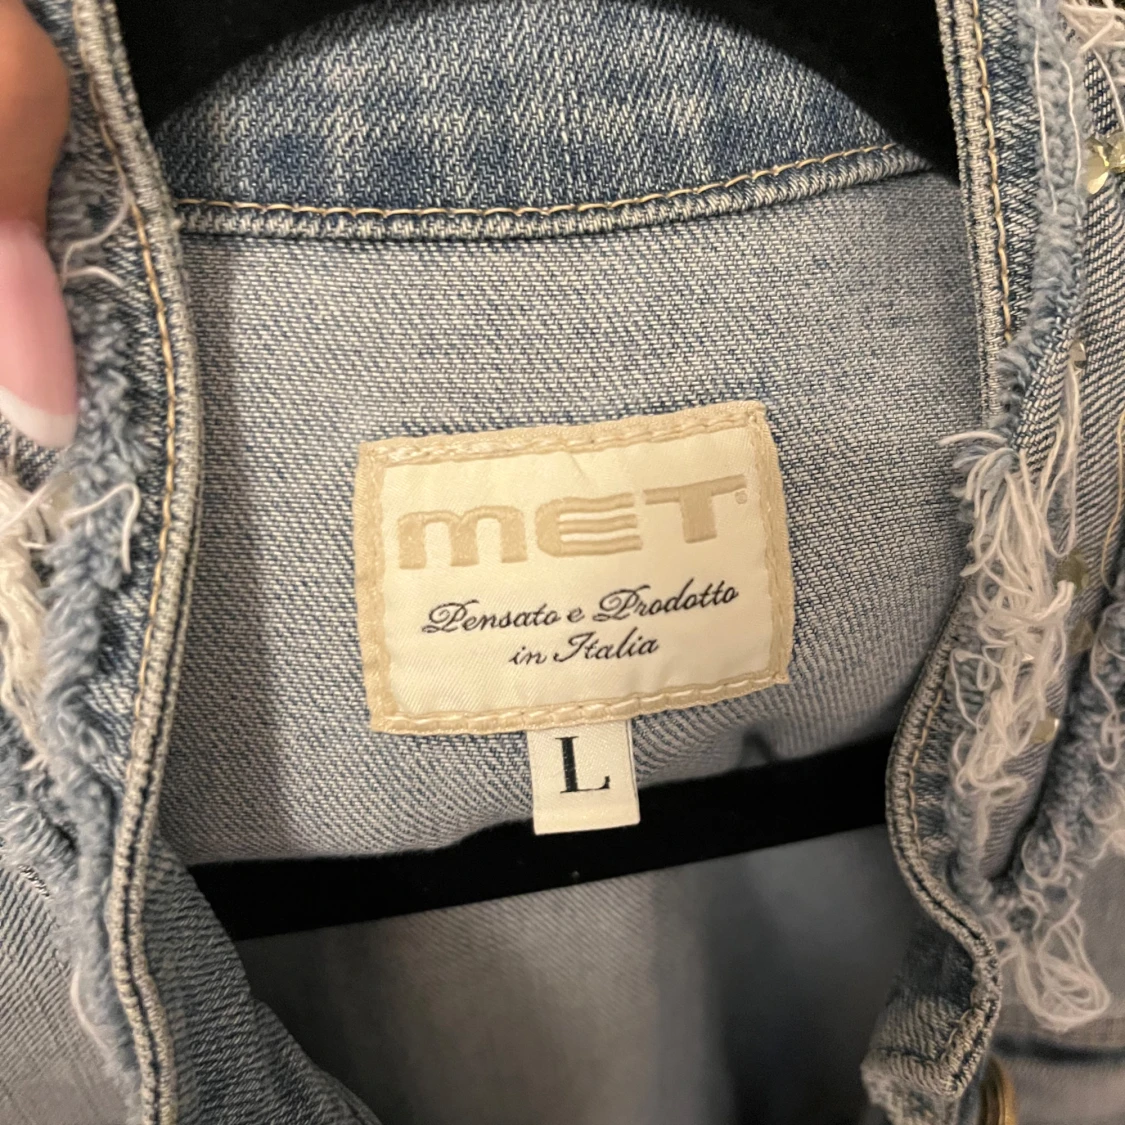 MET®
Pensato e Prodotto
in Italia
L